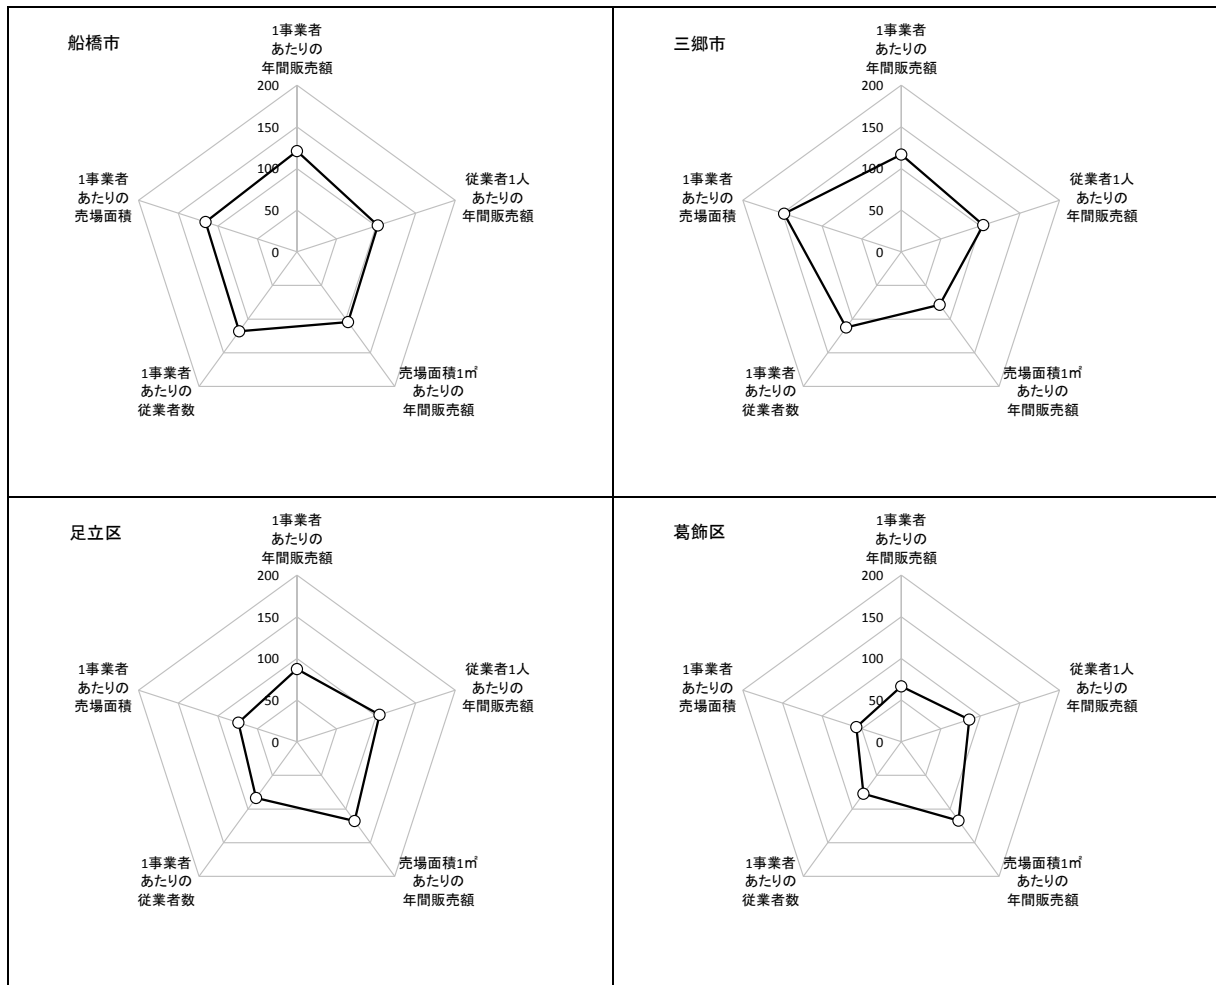 船橋市
1事業者
あたりの
年間販売額
200
150
100
50
0
従業者1人
あたりの
年間販売額
売場面積1㎡
あたりの
年間販売額
1事業者
あたりの
従業者数
1事業者
あたりの
売場面積
三郷市
1事業者
あたりの
年間販売額
200
150
100
50
0
従業者1人
あたりの
年間販売額
売場面積1㎡
あたりの
年間販売額
1事業者
あたりの
従業者数
1事業者
あたりの
売場面積
足立区
1事業者
あたりの
年間販売額
200
150
100
50
0
従業者1人
あたりの
年間販売額
売場面積1㎡
あたりの
年間販売額
1事業者
あたりの
従業者数
1事業者
あたりの
売場面積
葛飾区
1事業者
あたりの
年間販売額
200
150
100
50
0
従業者1人
あたりの
年間販売額
売場面積1㎡
あたりの
年間販売額
1事業者
あたりの
従業者数
1事業者
あたりの
売場面積